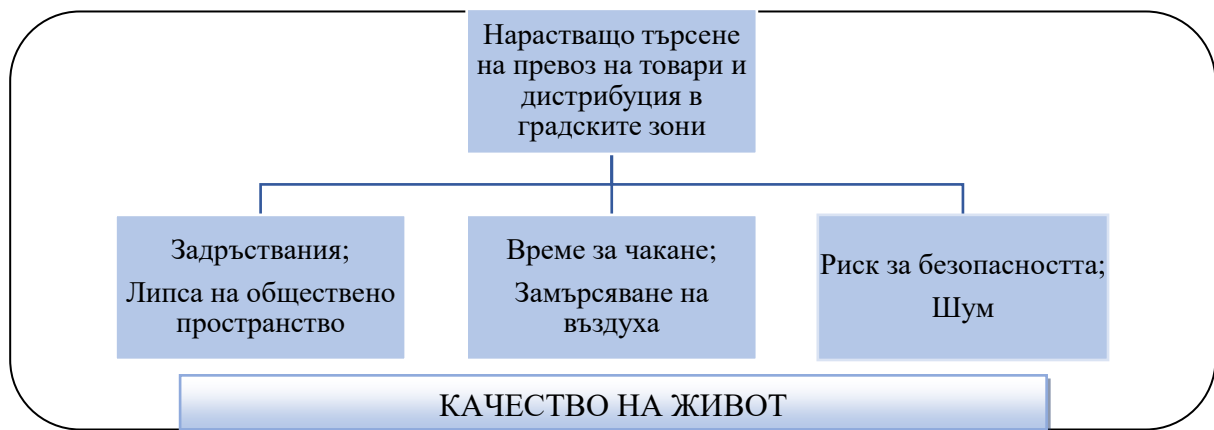 Нарастващо търсене
на превоз на товари и
дистрибуция в
градските зони
Задръствания;
Липса на обществено
пространство
Време за чакане;
Замърсяване на
въздуха
Риск за безопасността;
Шум
КАЧЕСТВО НА ЖИВОТ